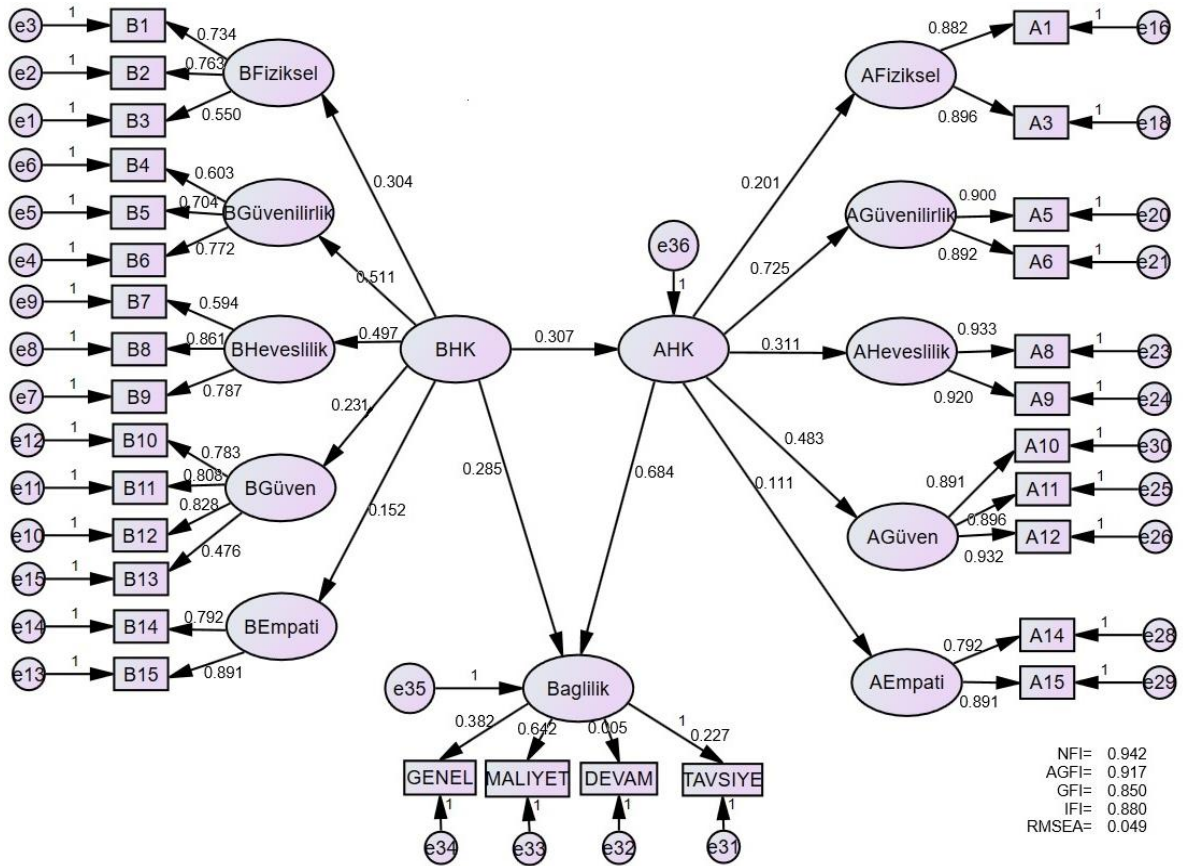 e3 1 B1 0.734
e2 1 B2 0.763 BFiziksel
e1 1 B3 0.550
e6 1 B4 0.603
e5 1 B5 0.704 BGüvenilirlik
e4 1 B6 0.772
e9 1 B7 0.594
e8 1 B8 0.861 BHeveslilik
e7 1 B9 0.787
e12 1 B10 0.783
e11 1 B11 0.808 BGüven
e10 1 B12 0.828
e15 1 B13 0.476
e14 1 B14 0.792 BEmpati
e13 1 B15 0.891
0.304
0.511
0.497
0.231
0.152
BHK 0.307 AHK
e36
1
0.285
0.684
0.201
0.725
0.311
0.483
0.111
AFiziksel 0.882 A1 1 e16
0.896 A3 1 e18
AGüvenilirlik 0.900 A5 1 e20
0.892 A6 1 e21
AHeveslilik 0.933 A8 1 e23
0.920 A9 1 e24
0.891 A10 1 e30
AGüven 0.896 A11 1 e25
0.932 A12 1 e26
AEmpati 0.792 A14 1 e28
0.891 A15 1 e29
e35 1 Baglilik
0.382 0.642 0.005 1 0.227
GENEL MALIYET DEVAM TAVSIYE
1 1 1 1
e34 e33 e32 e31
NFI= 0.942
AGFI= 0.917
GFI= 0.850
IFI= 0.880
RMSEA= 0.049